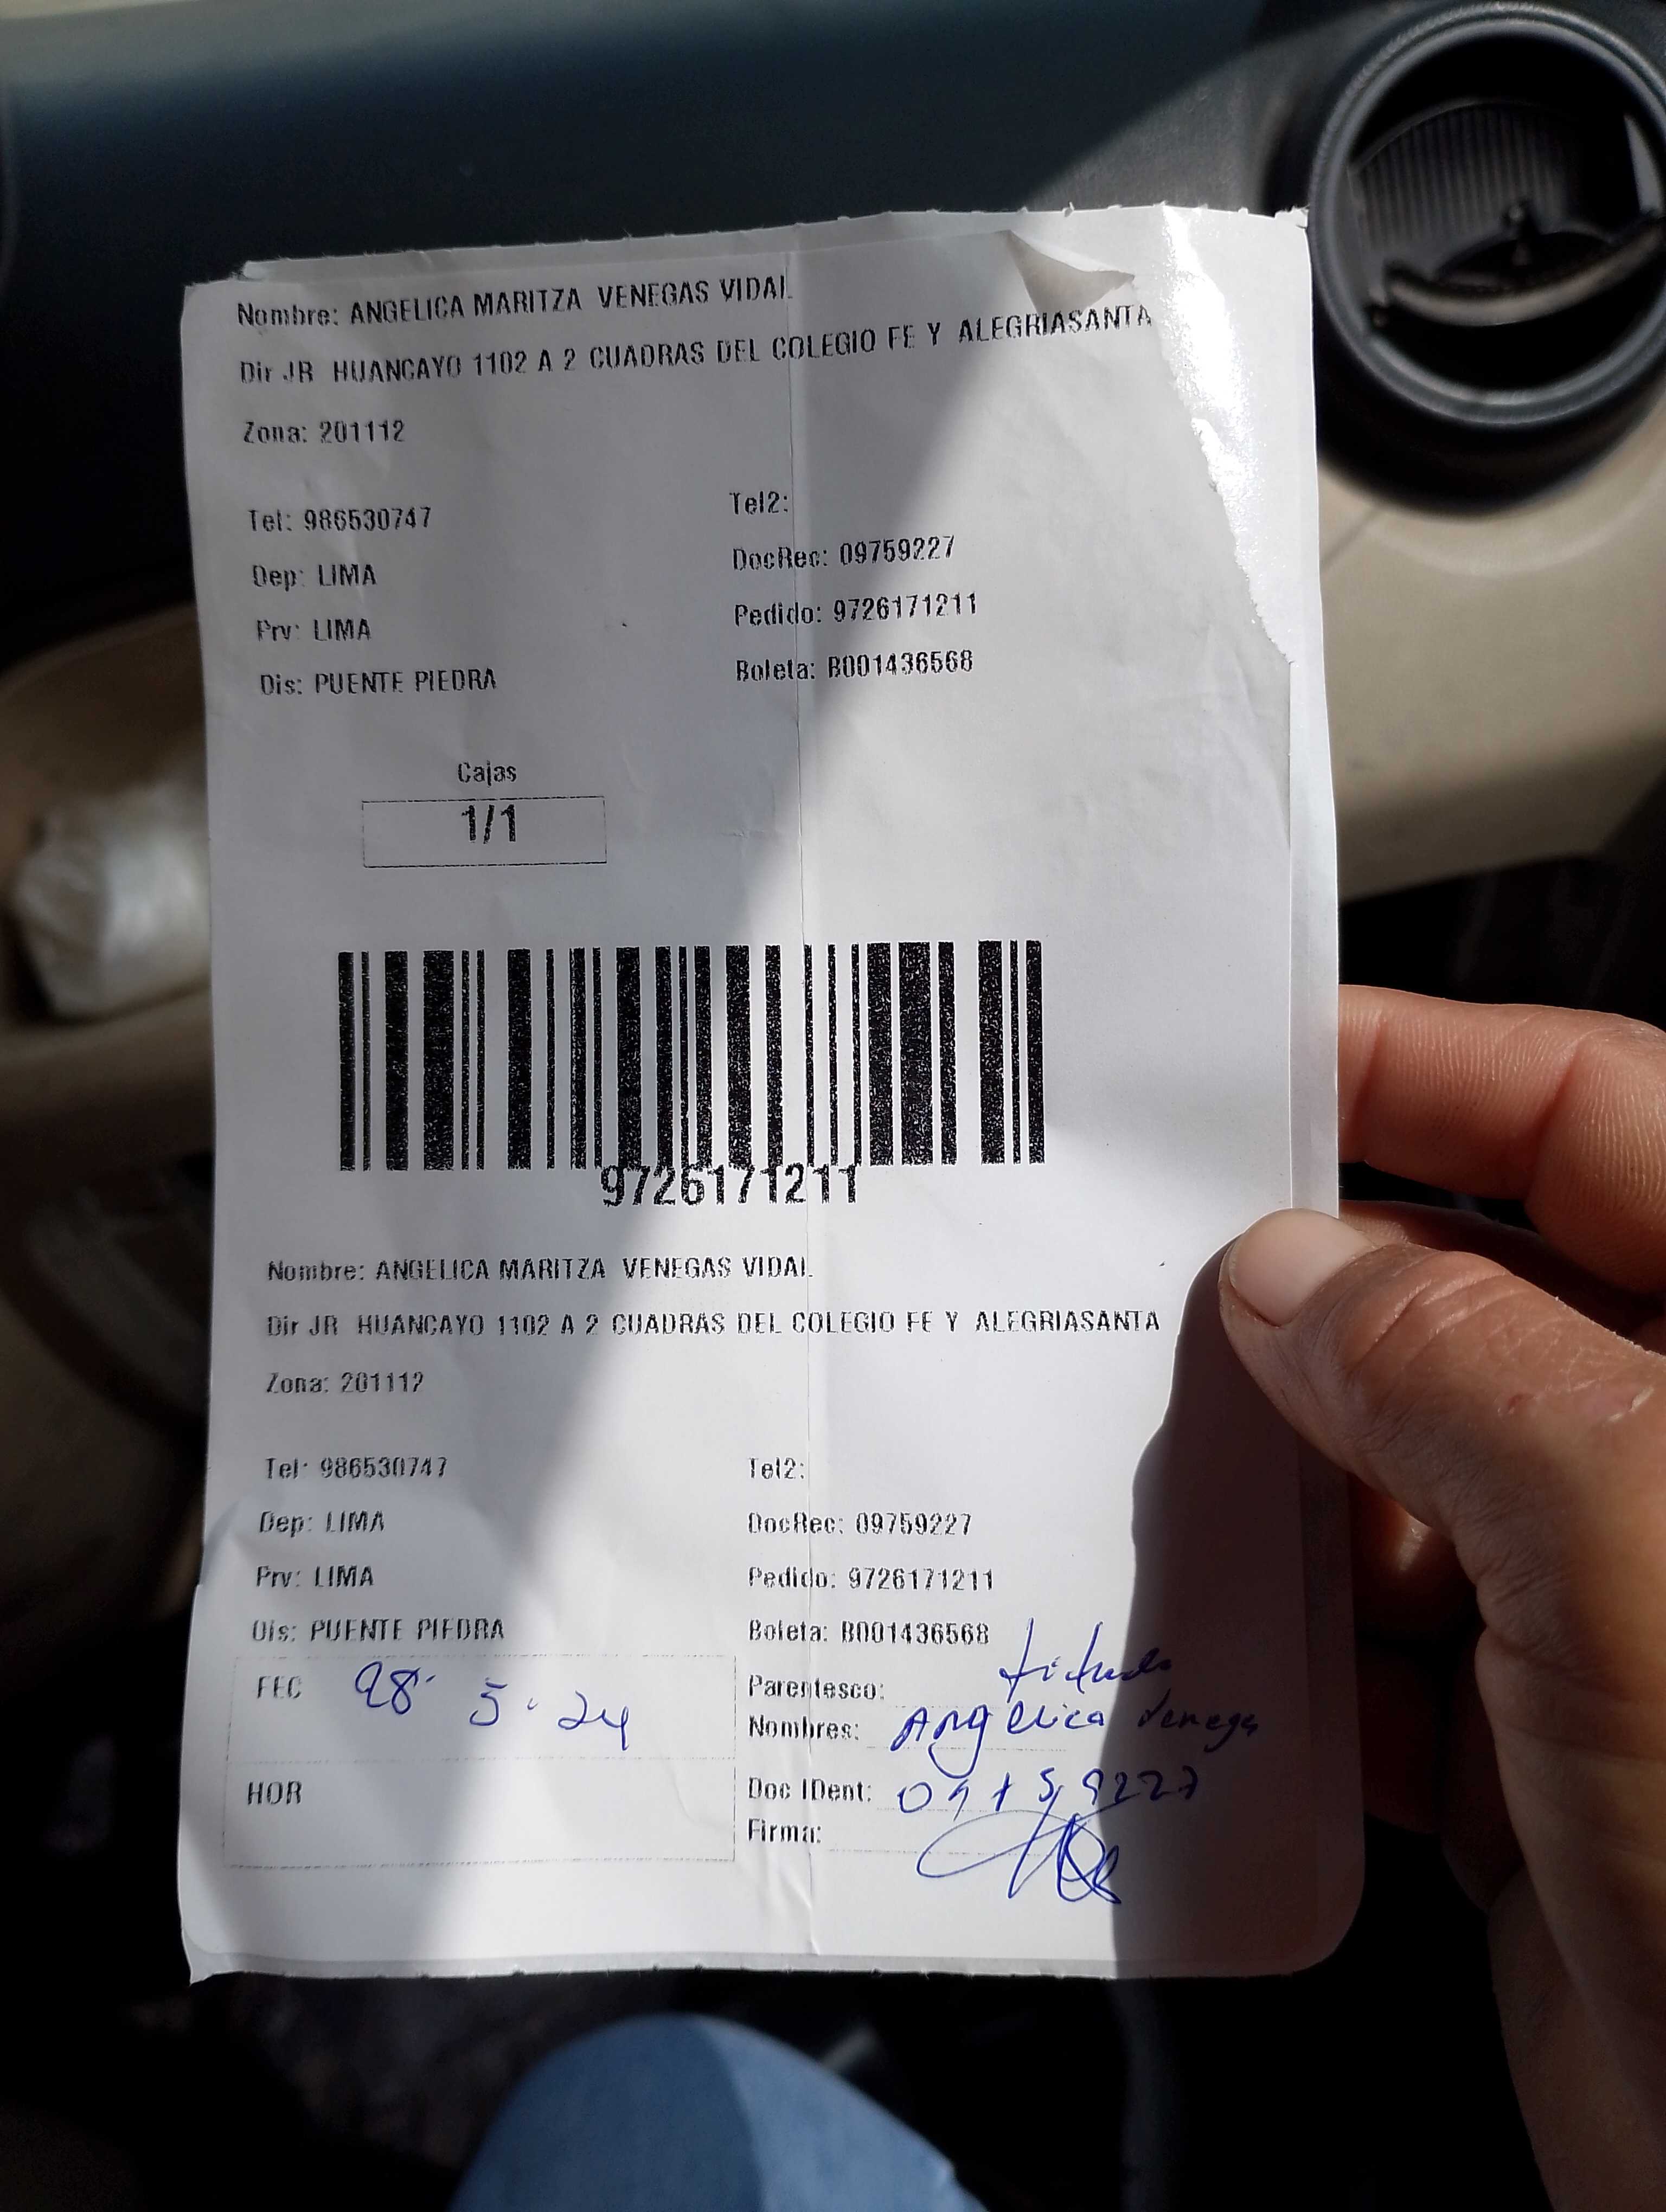 Nombre: ANGELICA MARITZA VENEGAS VIDAL
Dir JR HUANCAYO 1102 A 2 CUADRAS DEL COLEGIO FE Y ALEGRIASANTA
Zona: 201112
Tel: 986530747 Tel2:
Dep: LIMA DocRec: 09759227
Prv: LIMA Pedido: 9726171211
Dis: PUENTE PIEDRA Boleta: B001436568
Cajas
1/1
9726171211
Nombre: ANGELICA MARITZA VENEGAS VIDAL
Dir JR HUANCAYO 1102 A 2 CUADRAS DEL COLEGIO FE Y ALEGRIASANTA
Zona: 201112
Tel: 986530747 Tel2:
Dep: LIMA DocRec: 09759227
Prv: LIMA Pedido: 9726171211
Dis: PUENTE PIEDRA Boleta: B001436568
FEC 28 5 24 Parentesco:
Nombres: Angelica Venegas
HOR Doc IDent: 09759227
Firma: